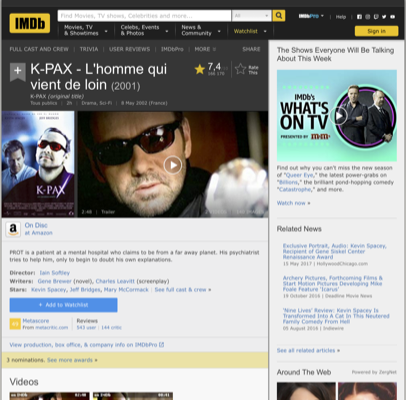 IMDb
Find Movies, TV shows, Celebrities and more...
All
IMDbPro
Help
Movies, TV
& Showtimes
Celebs, Events
& Photos
News &
Community
Watchlist
Sign in
FULL CAST AND CREW | TRIVIA | USER REVIEWS | IMDbPro | MORE
SHARE
K-PAX - L'homme qui
vient de loin (2001)
K-PAX (original title)
Tous publics | 2h | Drama, Sci-Fi | 8 May 2002 (France)
7,4
Rate
This
K-PAX
2:48 | Trailer
On Disc
at Amazon
PROT is a patient at a mental hospital who claims to be from a far away planet. His psychiatrist
tries to help him, only to begin to doubt his own explanations.
Director: Iain Softley
Writers: Gene Brewer (novel), Charles Leavitt (screenplay)
Stars: Kevin Spacey, Jeff Bridges, Mary McCormack | See full cast & crew »
+ Add to Watchlist
Metascore
From metacritic.com
Reviews
543 user | 144 critic
View production, box office, & company info on IMDbPro
3 nominations. See more awards »
Videos
The Shows Everyone Will Be Talking
About This Week
IMDb's
WHAT'S
ON TV
PRESENTED BY
Find out why you can't miss the new season
of "Queer Eye," the latest power-grabs on
"Billions," the brilliant pond-hopping comedy
"Catastrophe," and more.
Watch now »
Related News
Exclusive Portrait, Audio: Kevin Spacey,
Recipient of Gene Siskel Center
Renaissance Award
15 May 2017 | HollywoodChicago.com
Archery Pictures, Forthcoming Films &
Start Motion Pictures Developing Mike
Fuale Feature 'Icarus'
19 October 2016 | Deadline Movie News
'Nine Lives' Review: Kevin Spacey Is
Transformed Into A Cat In This Neutered
Family Comedy From Hell
05 August 2016 | Indiewire
See all related articles »
Around The Web
Powered by ZergNet